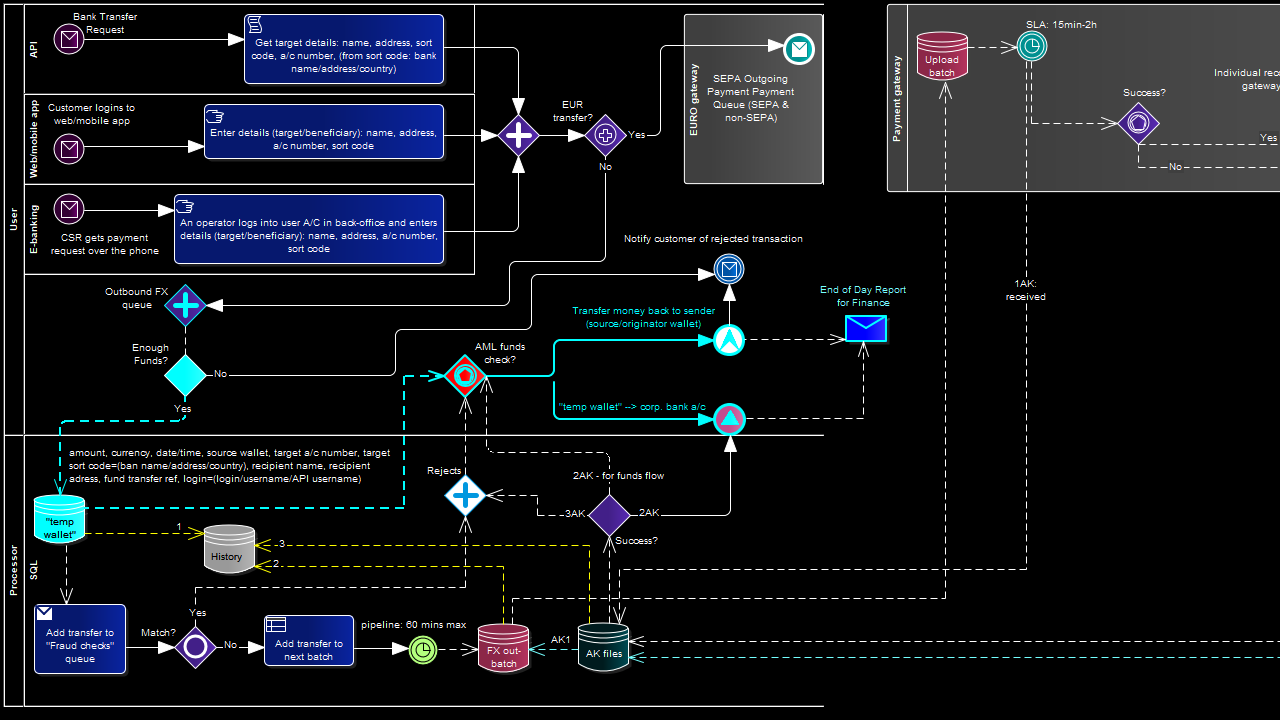 User
API
Bank Transfer
Request
Get target details: name, address, sort
code, a/c number, (from sort code: bank
name/address/country)
Web/mobile app
Customer logins to
web/mobile app
Enter details (target/beneficiary): name, address,
a/c number, sort code
E-banking
CSR gets payment
request over the phone
An operator logs into user A/C in back-office and enters
details (target/beneficiary): name, address, a/c number,
sort code
EUR
transfer?
Yes
No
EURO gateway
SEPA Outgoing
Payment Payment
Queue (SEPA &
non-SEPA)
Payment gateway
Upload
batch
SLA: 15min-2h
Success?
Individual reco
gateway
Yes
No
Notify customer of rejected transaction
Outbound FX
queue
Enough
Funds?
No
Yes
AML funds
check?
Transfer money back to sender
(source/originator wallet)
"temp wallet" --> corp. bank a/c
End of Day Report
for Finance
1AK:
received
Processor
SQL
amount, currency, date/time, source wallet, target a/c number, target
sort code=(ban name/address/country), recipient name, recipient
adress, fund transfer ref, login=(login/username/API username)
Rejects
2AK - for funds flow
3AK
2AK
Success?
"temp
wallet"
1
History
3
2
Add transfer to
"Fraud checks"
queue
Match?
Yes
No
Add transfer to
next batch
pipeline: 60 mins max
FX out-
batch
AK1
AK files